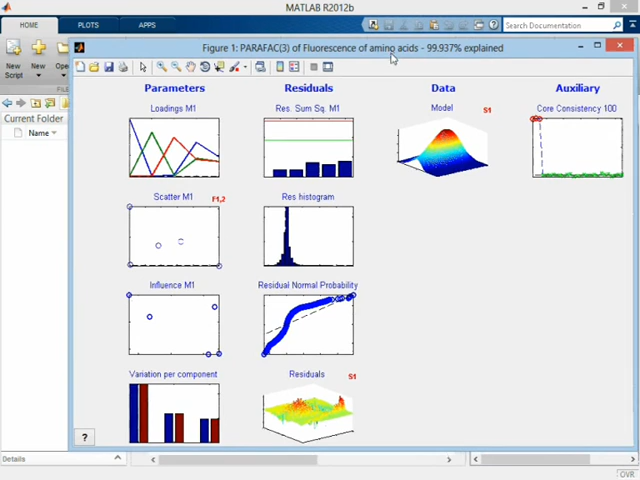 MATLAB R2012b
HOME
PLOTS
APPS
Search Documentation
New
Script
New
Open
FILE
Current Folder
Name
Details
OVR
Figure 1: PARAFAC(3) of Fluorescence of amino acids - 99.937% explained
Parameters
Residuals
Data
Auxiliary
Loadings M1
Res. Sum Sq. M1
Model
S1
Core Consistency 100
Scatter M1
F1,2
Res histogram
Influence M1
Residual Normal Probability
Variation per component
Residuals
S1
?